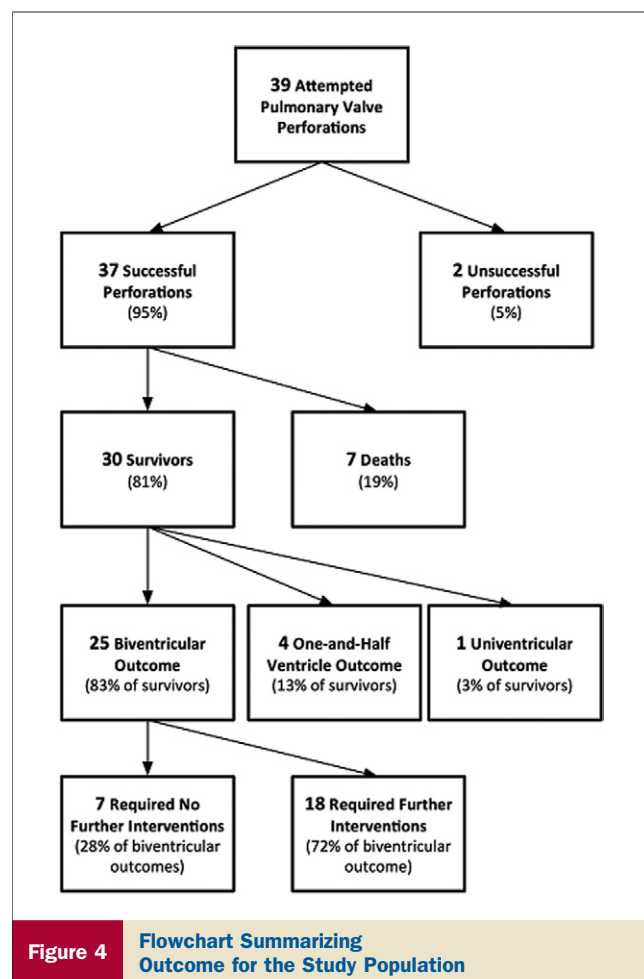 39 Attempted
Pulmonary Valve
Perforations
37 Successful
Perforations
(95%)
2 Unsuccessful
Perforations
(5%)
30 Survivors
(81%)
7 Deaths
(19%)
25 Biventricular
Outcome
(83% of survivors)
4 One-and-Half
Ventricle Outcome
(13% of survivors)
1 Univentricular
Outcome
(3% of survivors)
7 Required No
Further Interventions
(28% of biventricular
outcomes)
18 Required Further
Interventions
(72% of biventricular
outcome)
Figure 4
Flowchart Summarizing
Outcome for the Study Population